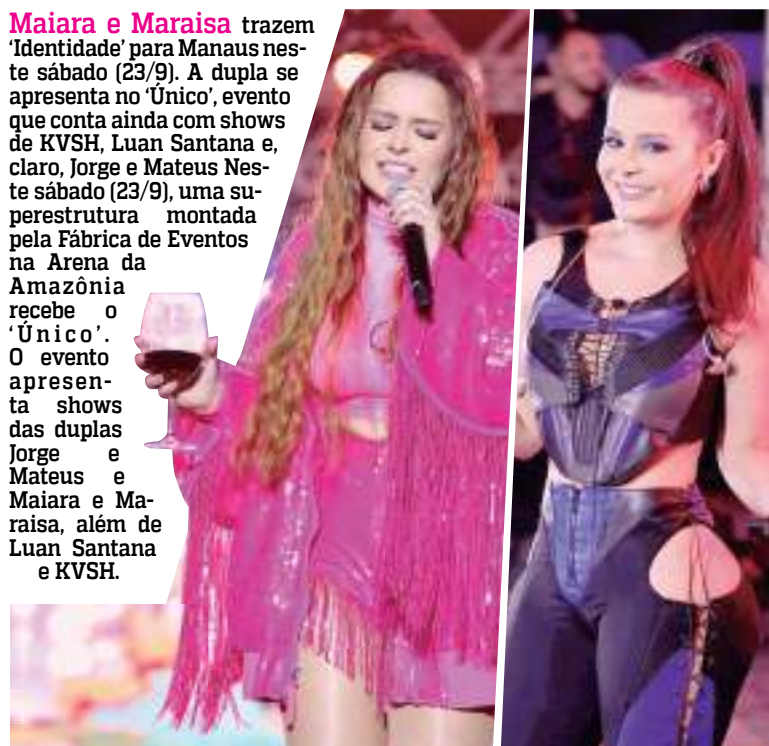 Maiara e Maraisa trazem
‘Identidade’ para Manaus nes-
te sábado (23/9). A dupla se
apresenta no ‘Único’, evento
que conta ainda com shows
de KVSH, Luan Santana e,
claro, Jorge e Mateus Nes-
te sábado (23/9), uma su-
perestrutura montada
pela Fábrica de Eventos
na Arena da
Amazônia
recebe o
‘Único’.
O evento
apresen-
ta shows
das duplas
Jorge e
Mateus e
Maiara e Ma-
raisa, além de
Luan Santana
e KVSH.